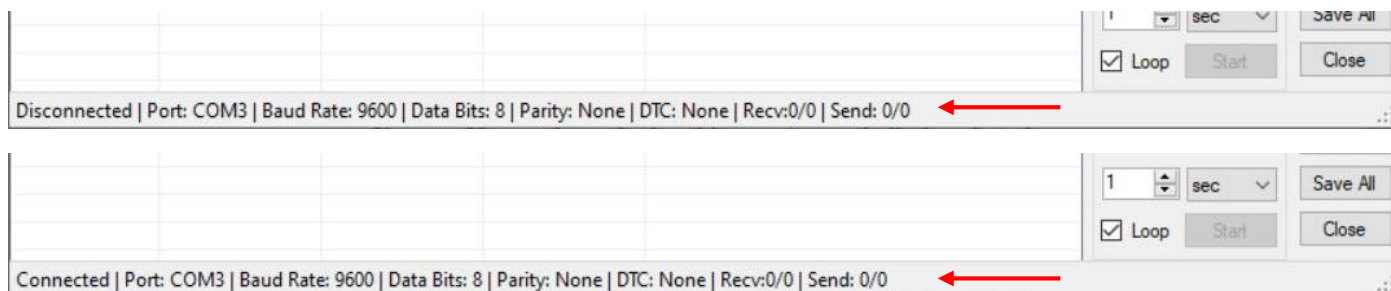 1 sec Save All
Loop Start Close
Disconnected | Port: COM3 | Baud Rate: 9600 | Data Bits: 8 | Parity: None | DTC: None | Recv:0/0 | Send: 0/0
1 sec Save All
Loop Start Close
Connected | Port: COM3 | Baud Rate: 9600 | Data Bits: 8 | Parity: None | DTC: None | Recv:0/0 | Send: 0/0